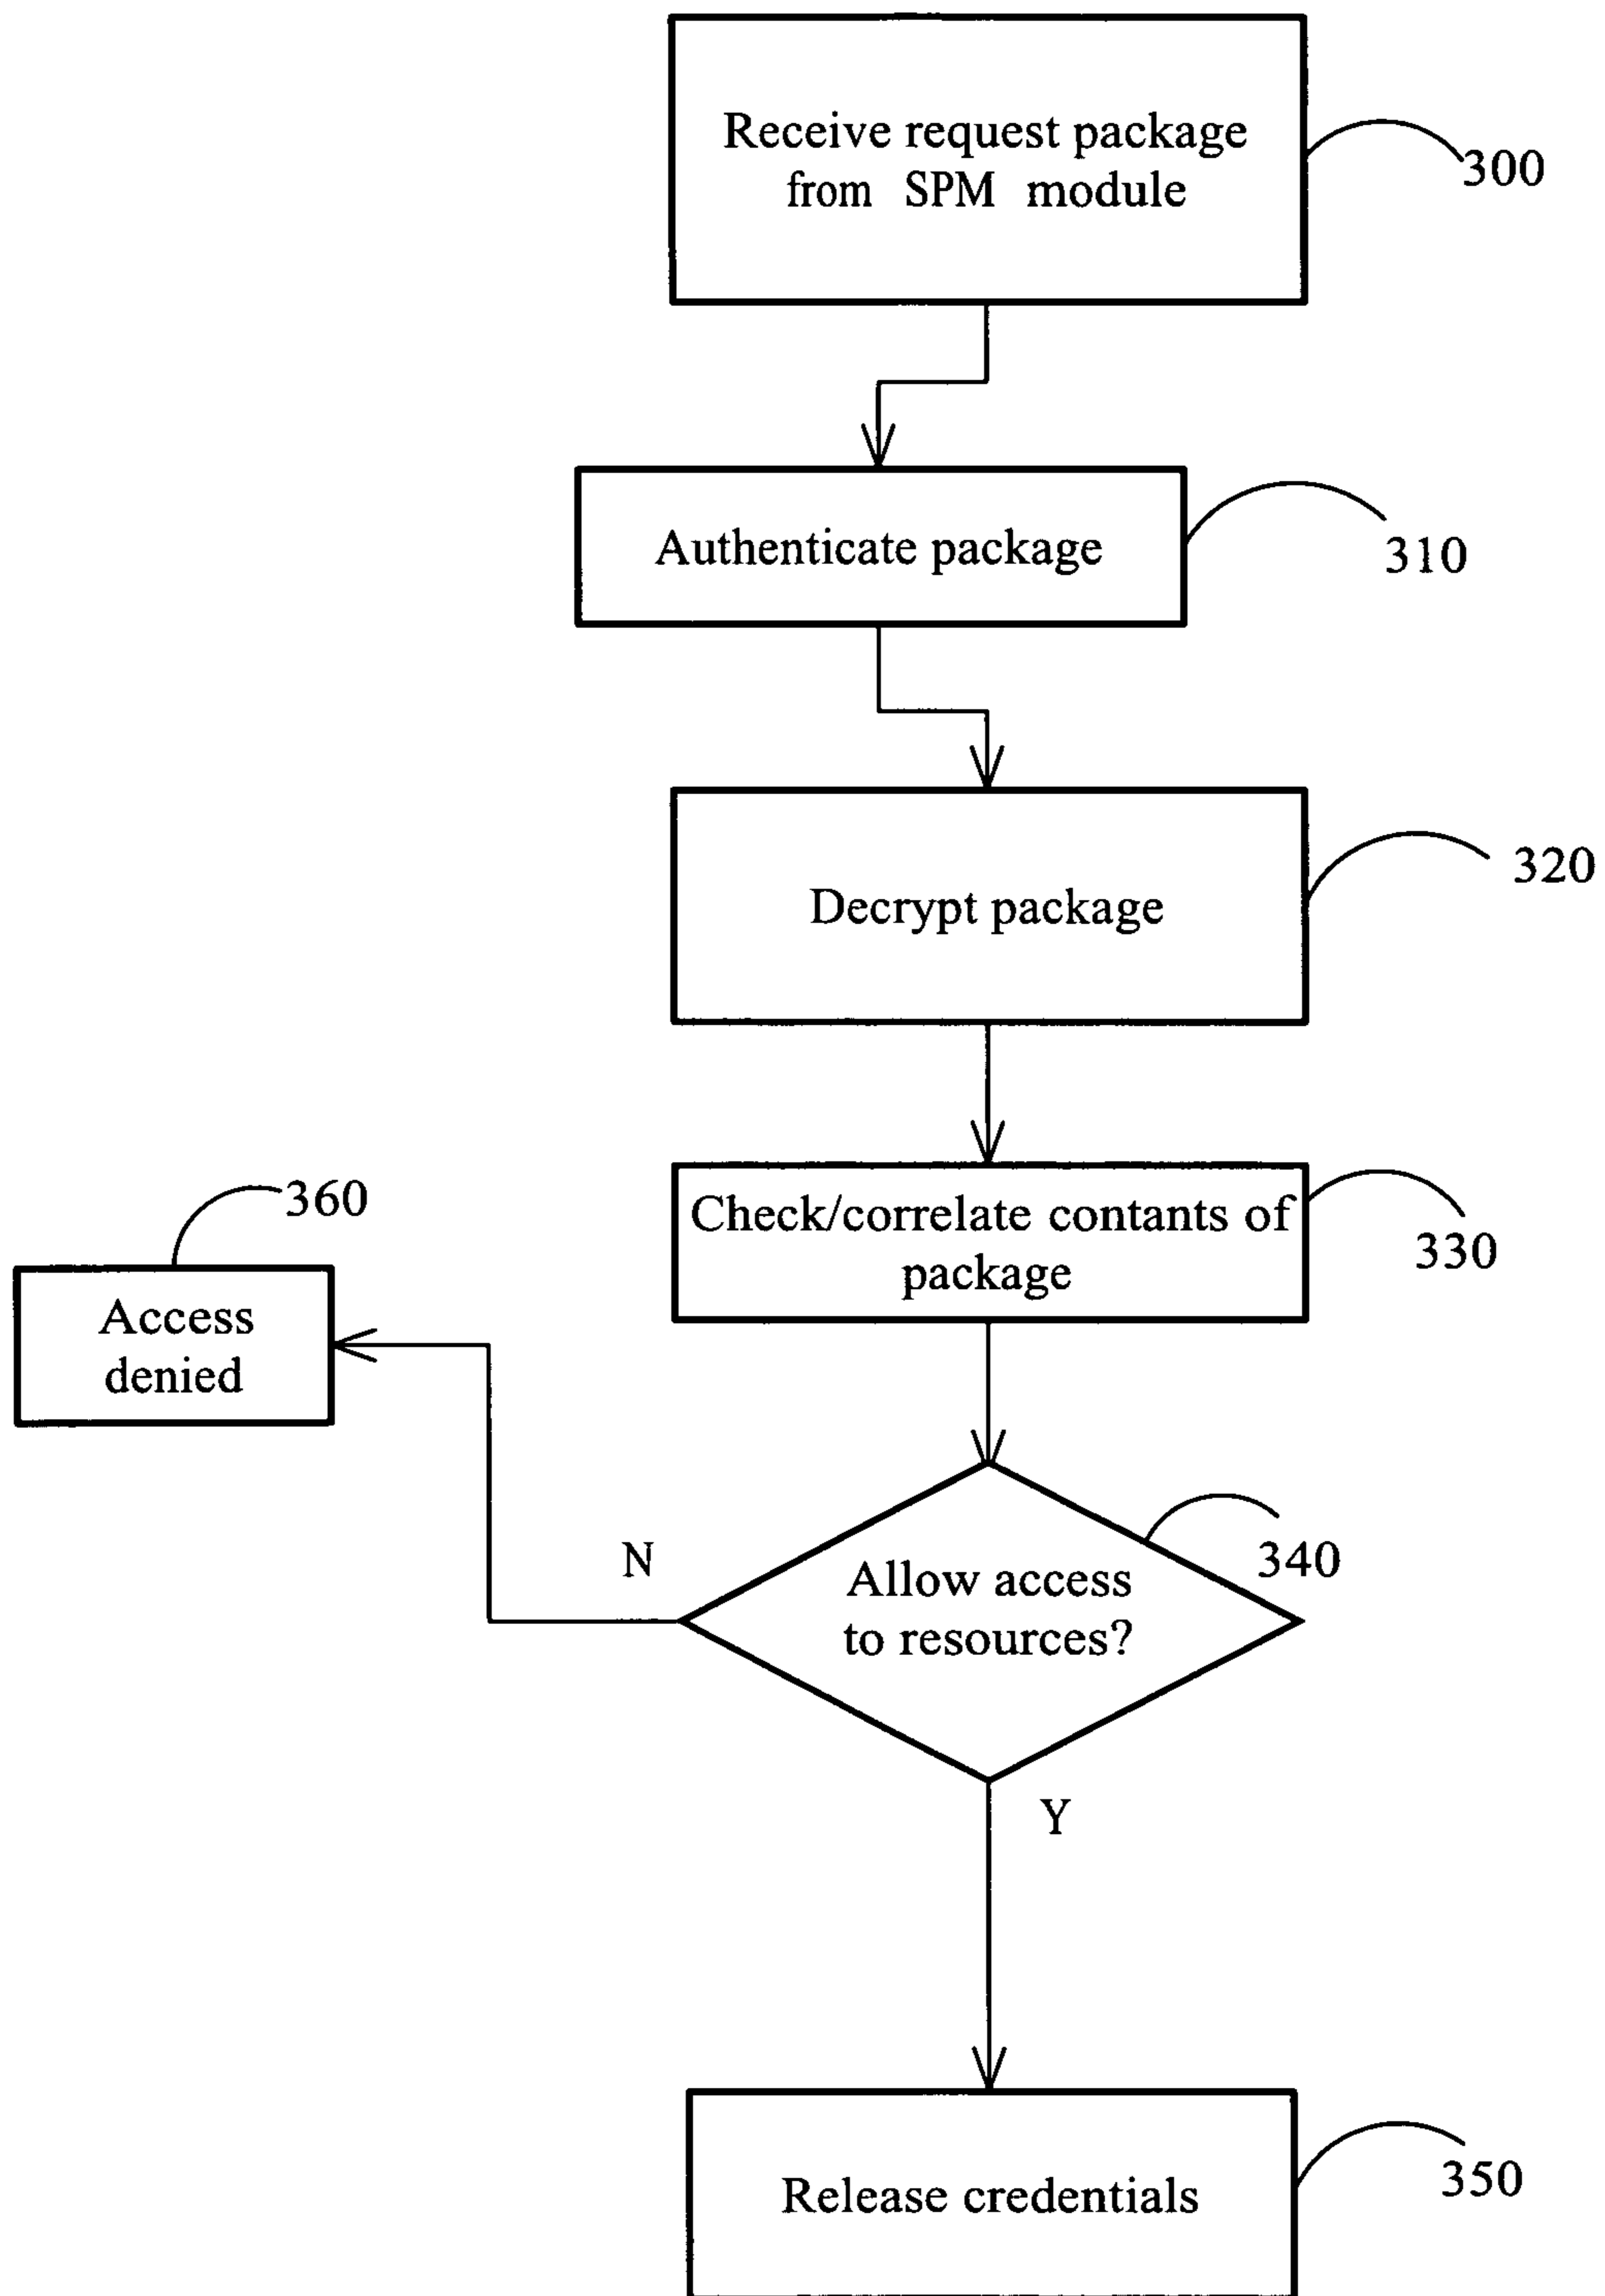 Receive request package
from SPM module
300
Authenticate package
310
Decrypt package
320
Check/correlate contants of
package
330
360
Access
denied
N
Allow access
to resources?
340
Y
Release credentials
350